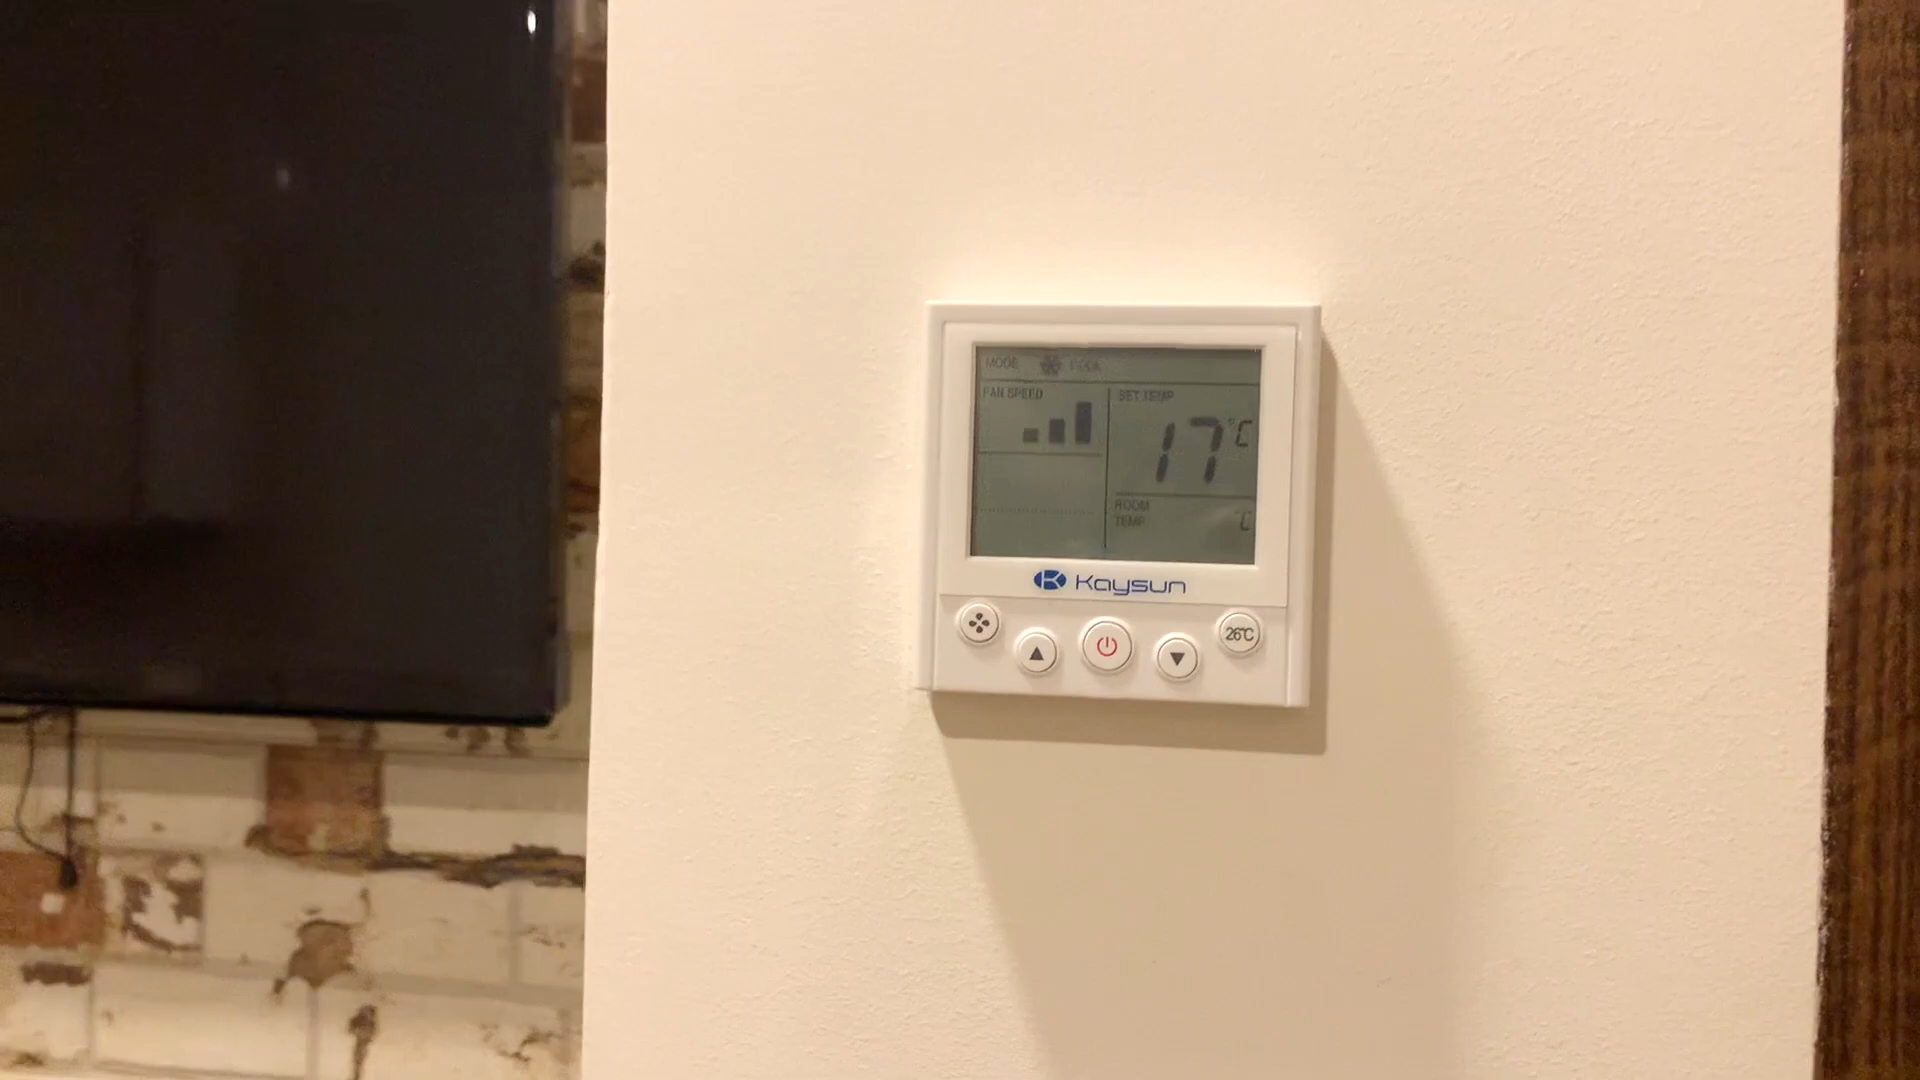 MODE COOL
FAN SPEED
SET TEMP
17°C
ROOM
TEMP °C
Kaysun
26°C